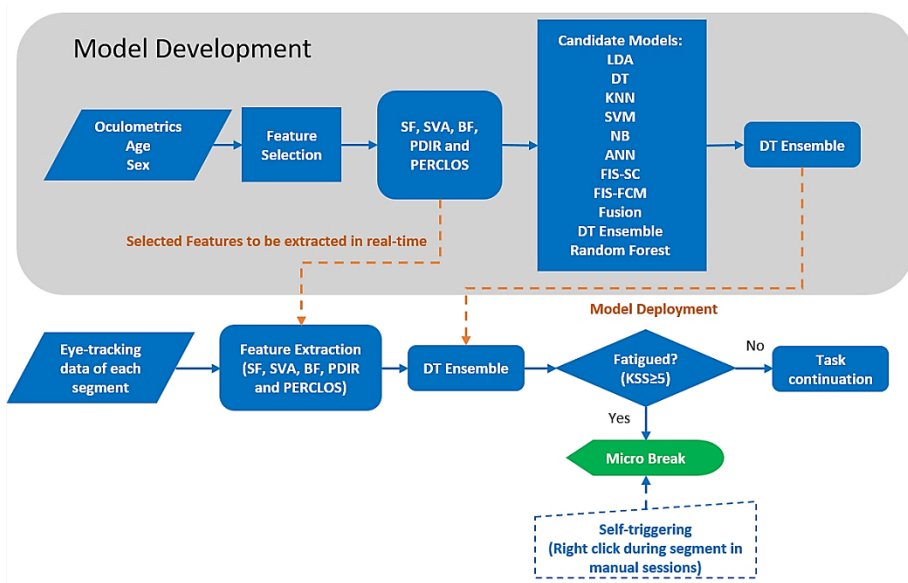 Model Development
Oculometrics
Age
Sex
Feature
Selection
SF, SVA, BF,
PDIR and
PERCLOS
Candidate Models:
LDA
DT
KNN
SVM
NB
ANN
FIS-SC
FIS-FCM
Fusion
DT Ensemble
Random Forest
DT Ensemble
Selected Features to be extracted in real-time
Model Deployment
Eye-tracking
data of each
segment
Feature Extraction
(SF, SVA, BF, PDIR
and PERCLOS)
DT Ensemble
Fatigued?
(KSS≥5)
No
Task
continuation
Yes
Micro Break
Self-triggering
(Right click during segment in
manual sessions)